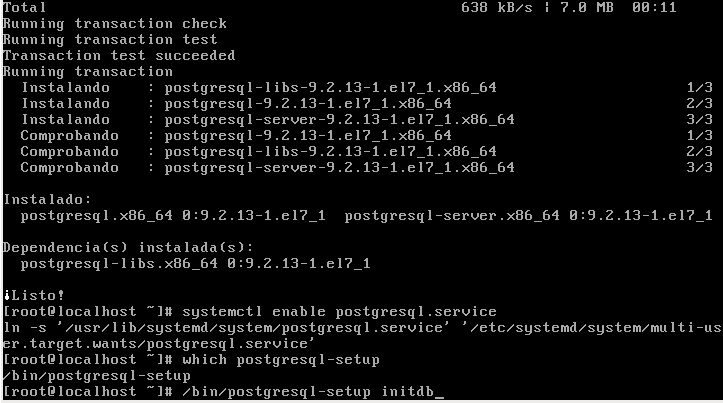 Total 638 kB/s | 7.0 MB 00:11
Running transaction check
Running transaction test
Transaction test succeeded
Running transaction
Instalando : postgresql-libs-9.2.13-1.el7_1.x86_64 1/3
Instalando : postgresql-9.2.13-1.el7_1.x86_64 2/3
Instalando : postgresql-server-9.2.13-1.el7_1.x86_64 3/3
Comprobando : postgresql-9.2.13-1.el7_1.x86_64 1/3
Comprobando : postgresql-libs-9.2.13-1.el7_1.x86_64 2/3
Comprobando : postgresql-server-9.2.13-1.el7_1.x86_64 3/3
Instalado:
postgresql.x86_64 0:9.2.13-1.el7_1 postgresql-server.x86_64 0:9.2.13-1.el7_1
Dependencia(s) instalada(s):
postgresql-libs.x86_64 0:9.2.13-1.el7_1
¡Listo!
[root@localhost ~]# systemctl enable postgresql.service
ln -s '/usr/lib/systemd/system/postgresql.service' '/etc/systemd/system/multi-us
er.target.wants/postgresql.service'
[root@localhost ~]# which postgresql-setup
/bin/postgresql-setup
[root@localhost ~]# /bin/postgresql-setup initdb_